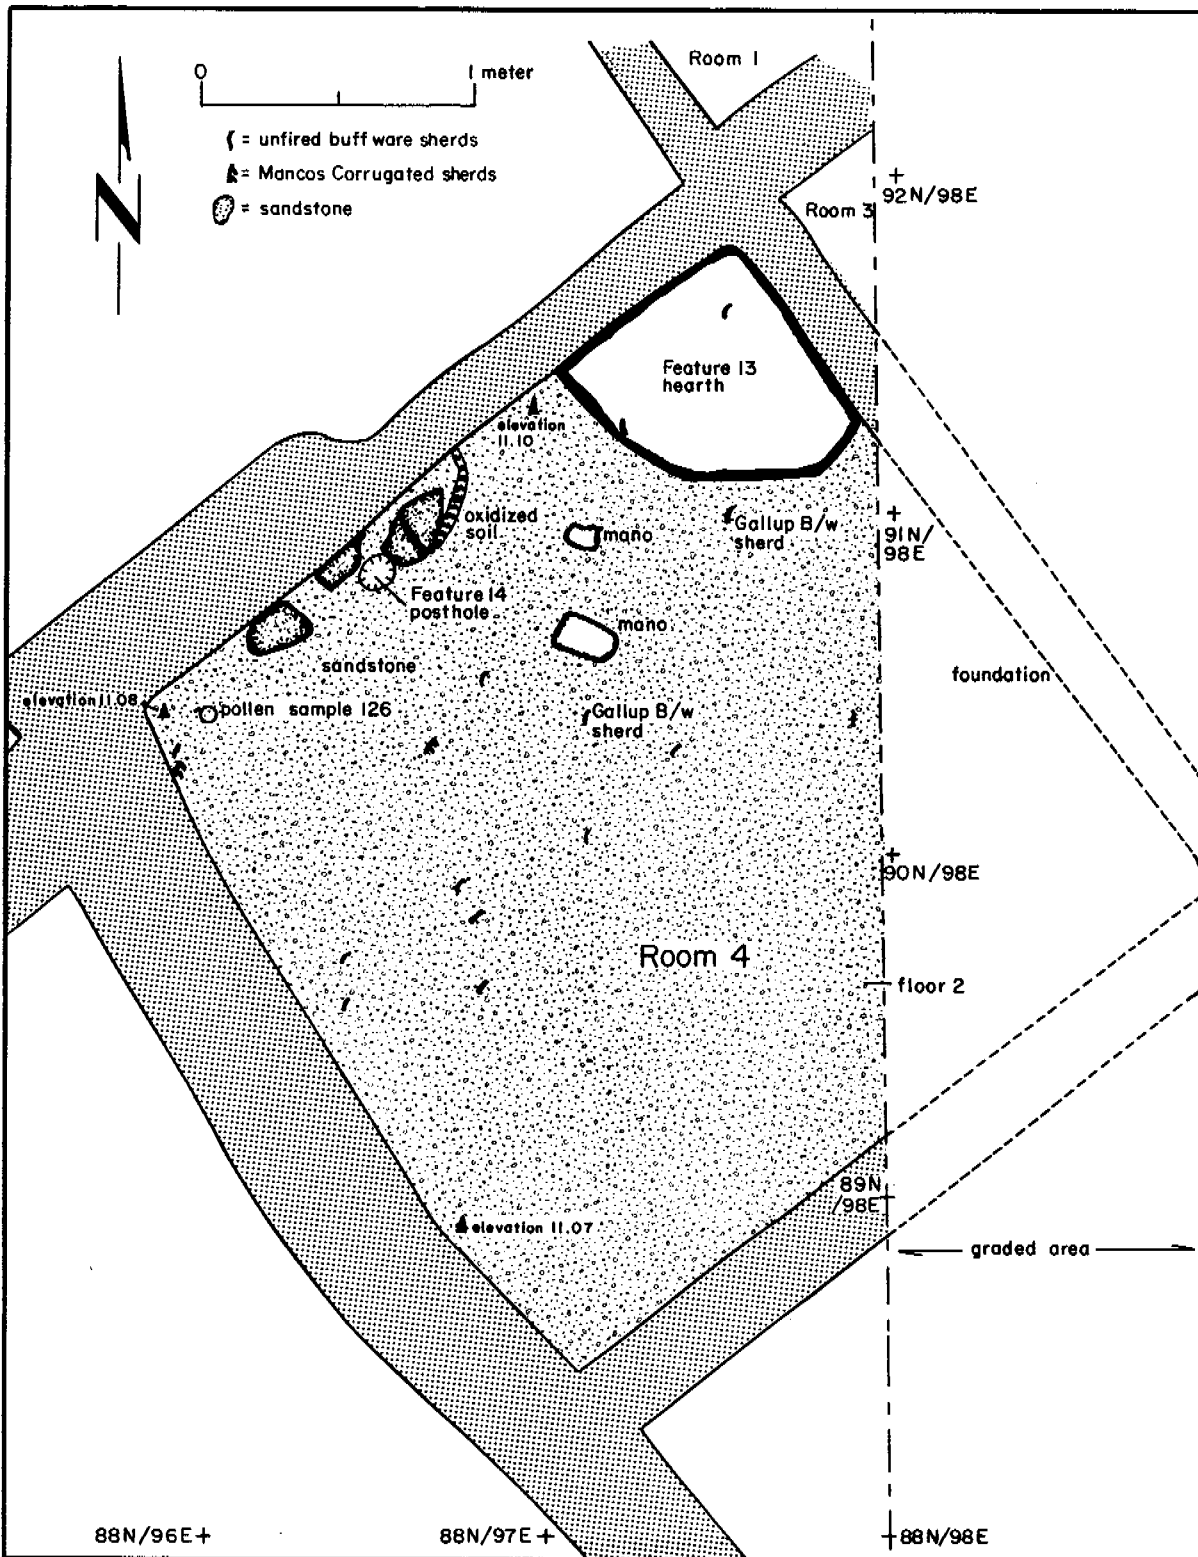 Room 1
0 1 meter
= unfired buff ware sherds
= Mancos Corrugated sherds
= sandstone
N
92N/98E
Room 3
Feature 13
hearth
elevation
11.10
oxidized
soil
mano
Gallup B/w
sherd
91N/
98E
Feature 14
posthole
mano
sandstone
foundation
elevation 11.08
pollen sample 126
Gallup B/w
sherd
90N/98E
Room 4
floor 2
89N
/98E
elevation 11.07
graded area
88N/96E
88N/97E
88N/98E